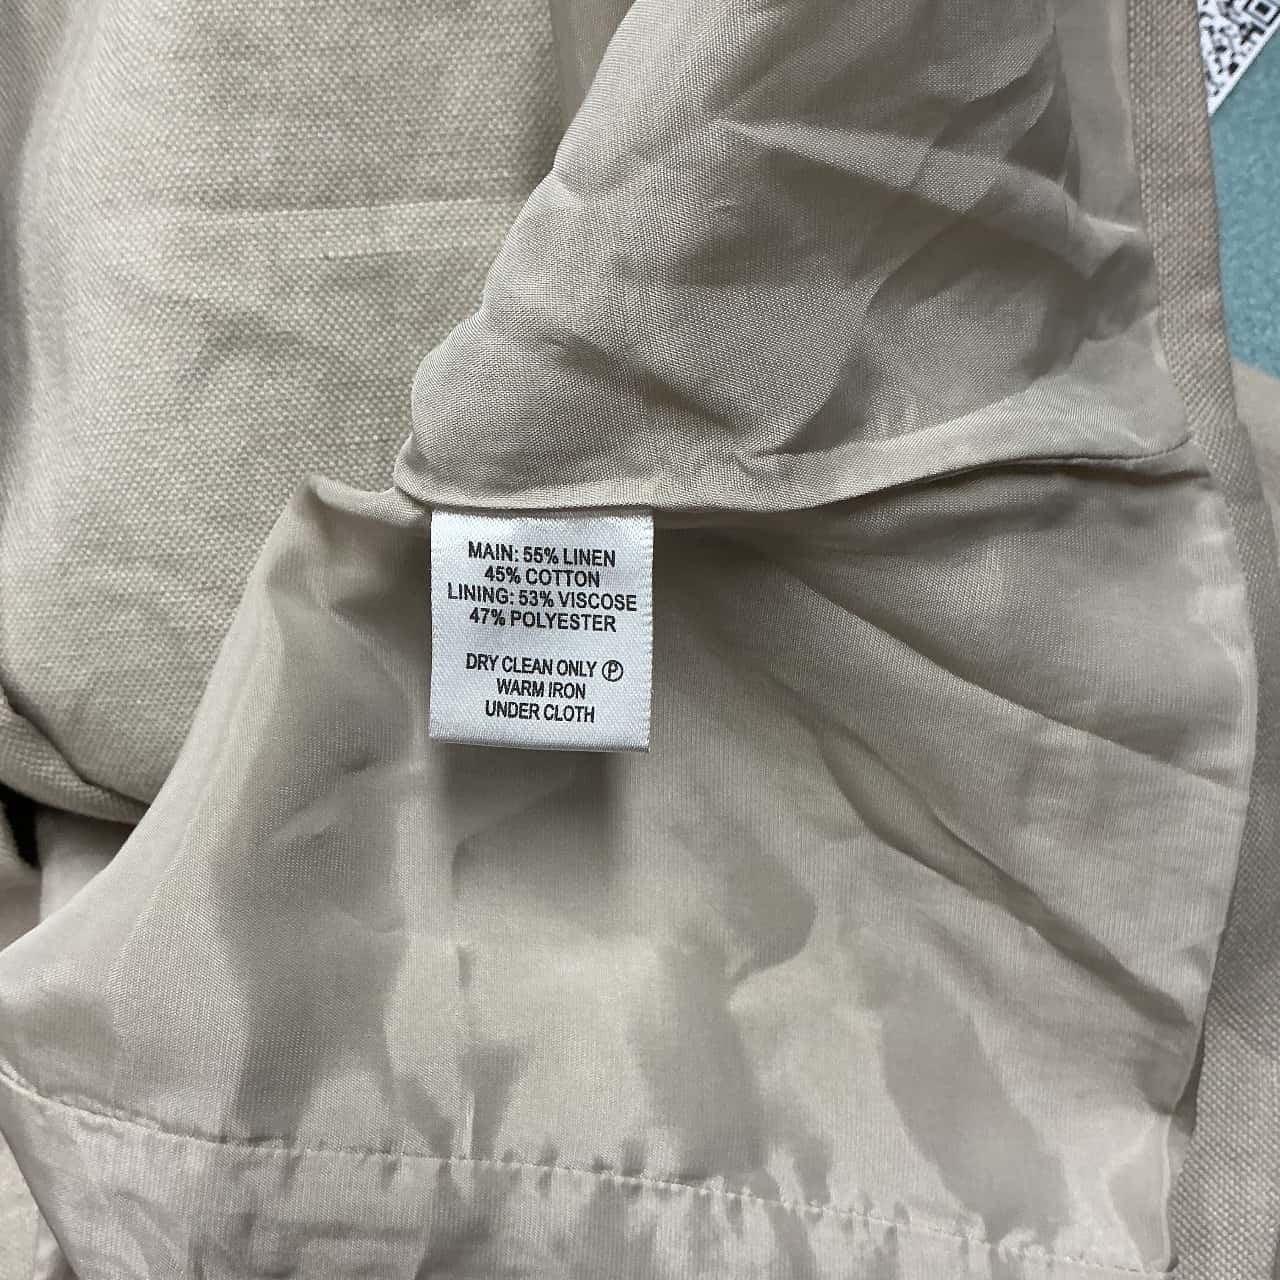 MAIN: 55% LINEN
45% COTTON
LINING: 53% VISCOSE
47% POLYESTER
DRY CLEAN ONLY Ⓟ
WARM IRON
UNDER CLOTH